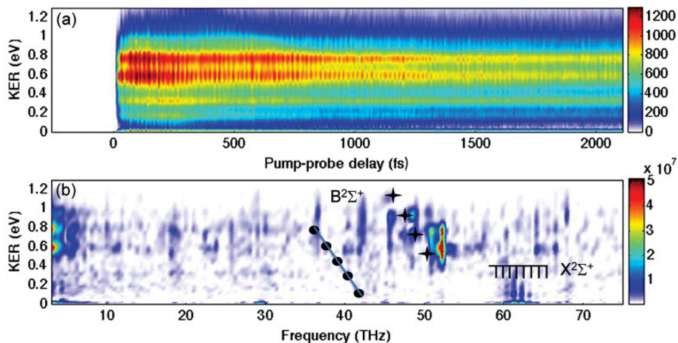 (a)
KER (eV)
1.2
1
0.8
0.6
0.4
0.2
0
0 500 1000 1500 2000
Pump-probe delay (fs)
1200
1000
800
600
400
200
0
(b)
KER (eV)
1.2
1
0.8
0.6
0.4
0.2
0
B²Σ⁺
X²Σ⁺
10 20 30 40 50 60 70
Frequency (THz)
x 10⁷
5
4
3
2
1